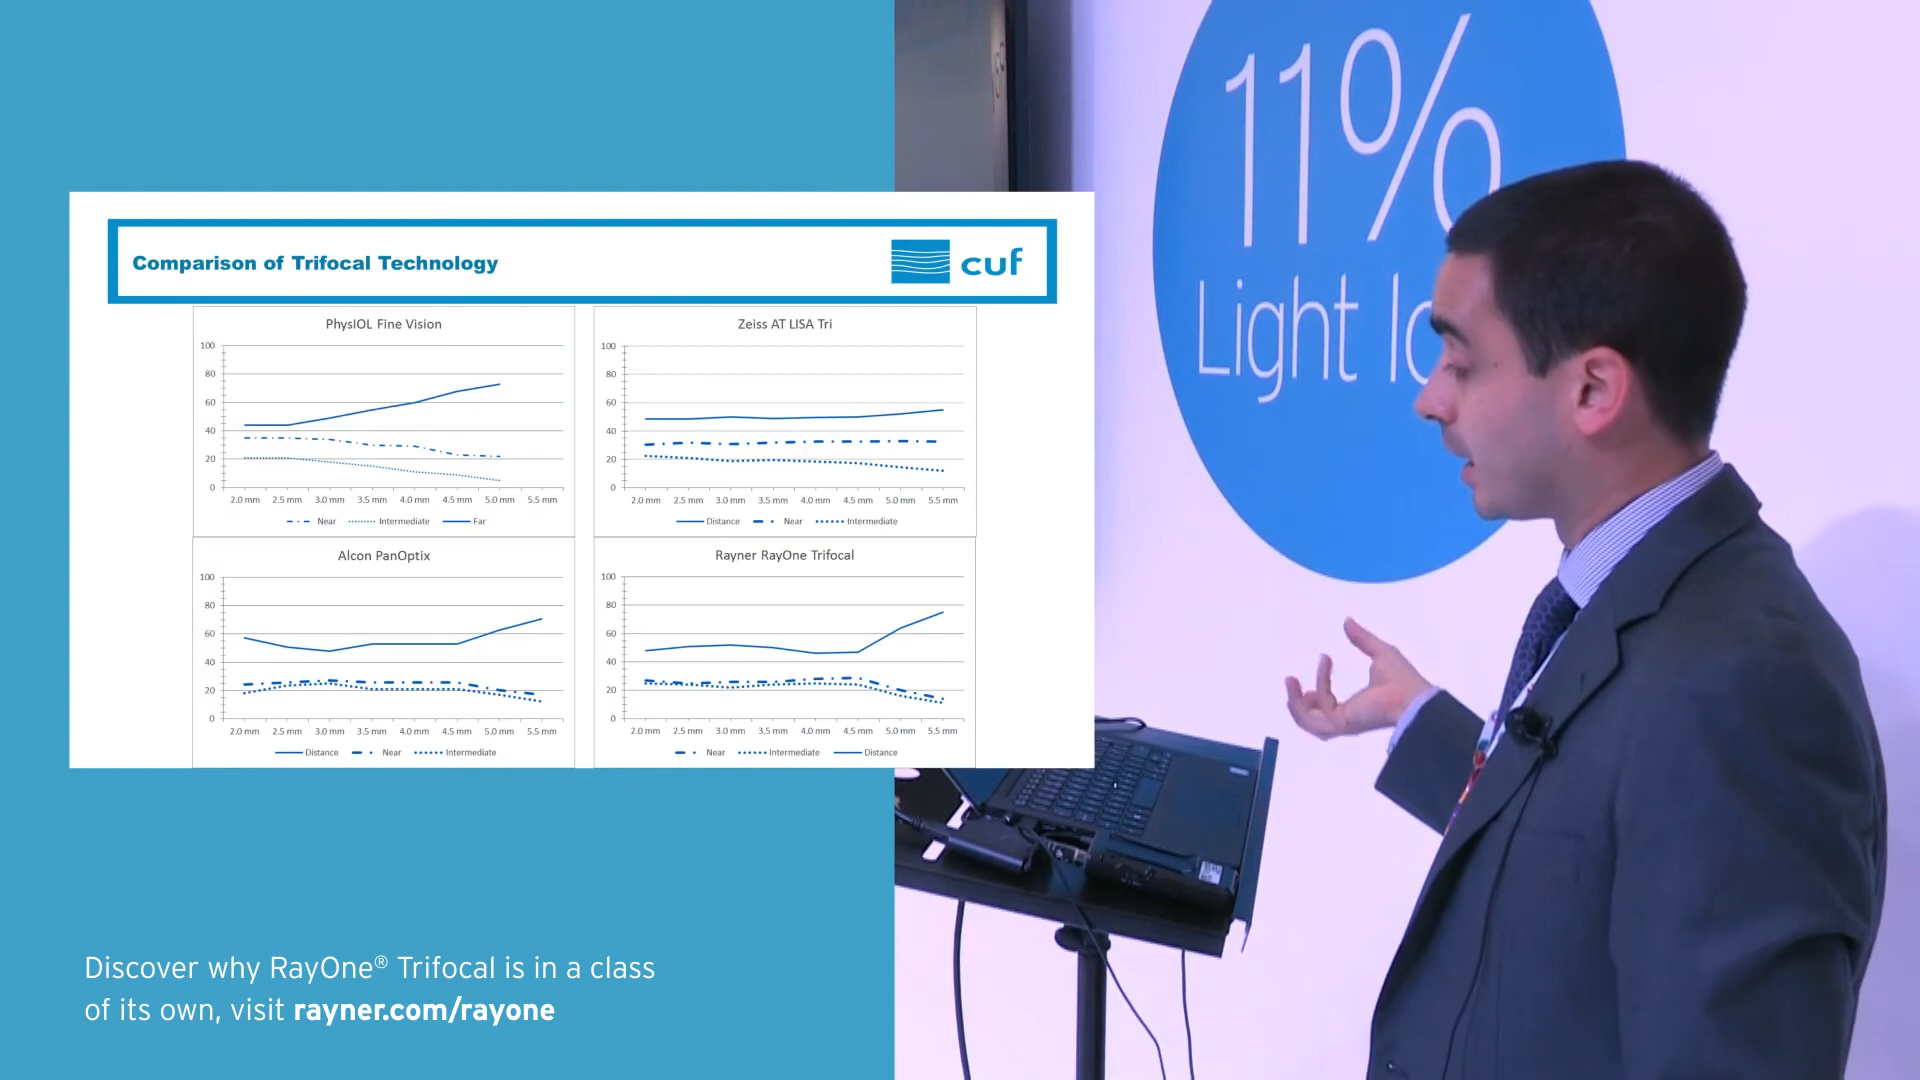 Comparison of Trifocal Technology
cuf
PhysIOL Fine Vision
100
80
60
40
20
0
2.0 mm 2.5 mm 3.0 mm 3.5 mm 4.0 mm 4.5 mm 5.0 mm 5.5 mm
Near Intermediate Far
Zeiss AT LISA Tri
100
80
60
40
20
0
2.0 mm 2.5 mm 3.0 mm 3.5 mm 4.0 mm 4.5 mm 5.0 mm 5.5 mm
Distance Near Intermediate
Alcon PanOptix
100
80
60
40
20
0
2.0 mm 2.5 mm 3.0 mm 3.5 mm 4.0 mm 4.5 mm 5.0 mm 5.5 mm
Distance Near Intermediate
Rayner RayOne Trifocal
100
80
60
40
20
0
2.0 mm 2.5 mm 3.0 mm 3.5 mm 4.0 mm 4.5 mm 5.0 mm 5.5 mm
Near Intermediate Distance
11%
Light
Discover why RayOne® Trifocal is in a class
of its own, visit rayner.com/rayone